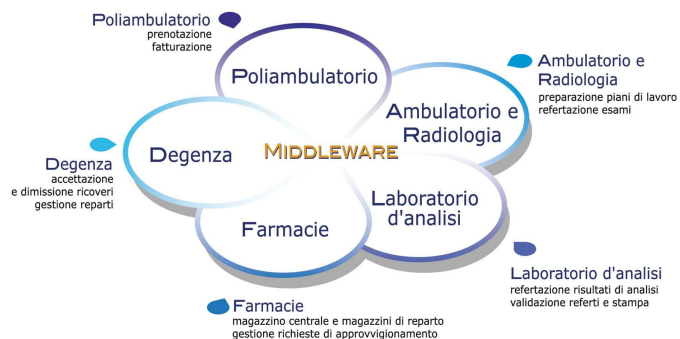 Poliambulatorio
prenotazione
fatturazione
Poliambulatorio
Ambulatorio e
Radiologia
preparazione piani di lavoro
refertazione esami
Ambulatorio e
Radiologia
Degenza
MIDDLEWARE
Degenza
accettazione
e dimissione ricoveri
gestione reparti
Laboratorio
d'analisi
Farmacie
Laboratorio d'analisi
refertazione risultati di analisi
validazione referti e stampa
Farmacie
magazzino centrale e magazzini di reparto
gestione richieste di approvvigionamento